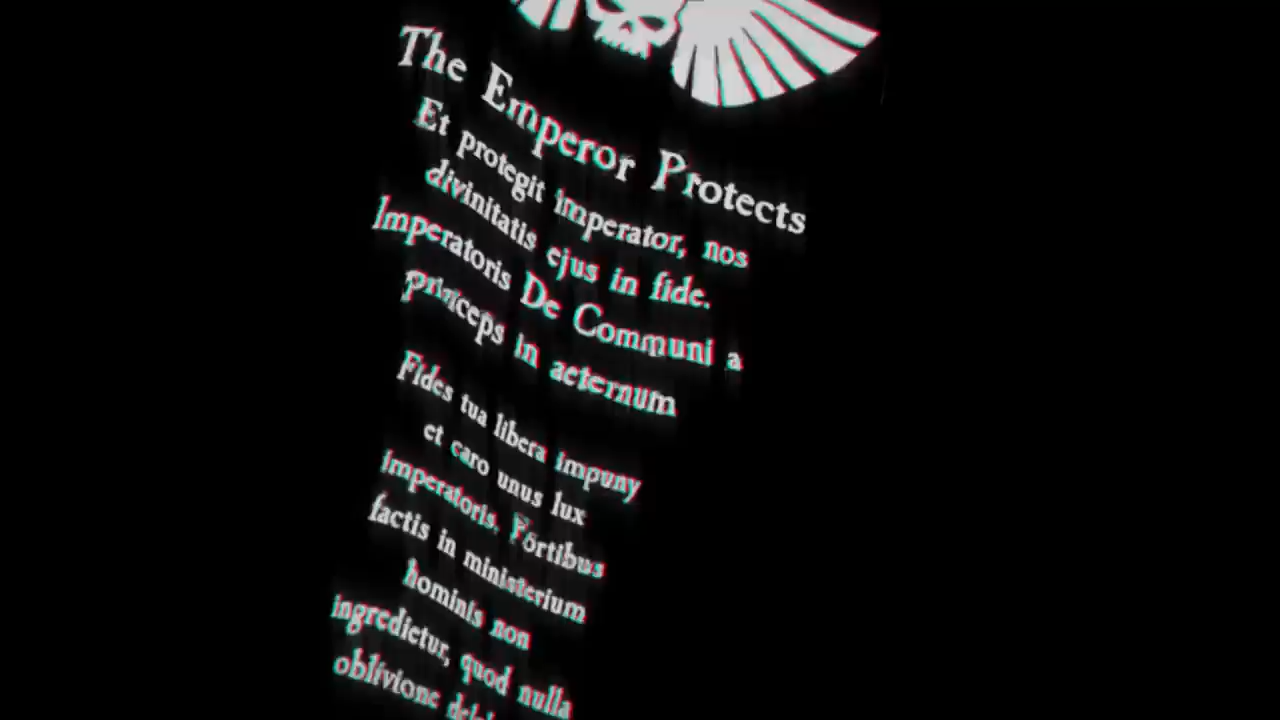 The Emperor Protects
Et protegit imperator, nos
divinitatis ejus in fide.
Imperatoris De Communi a
princeps in aeternum
Fides tua libera impuny
et caro unus lux
imperatoris. Fortibus
factis in ministerium
hominis non
ingredietur, quod nulla
oblivione